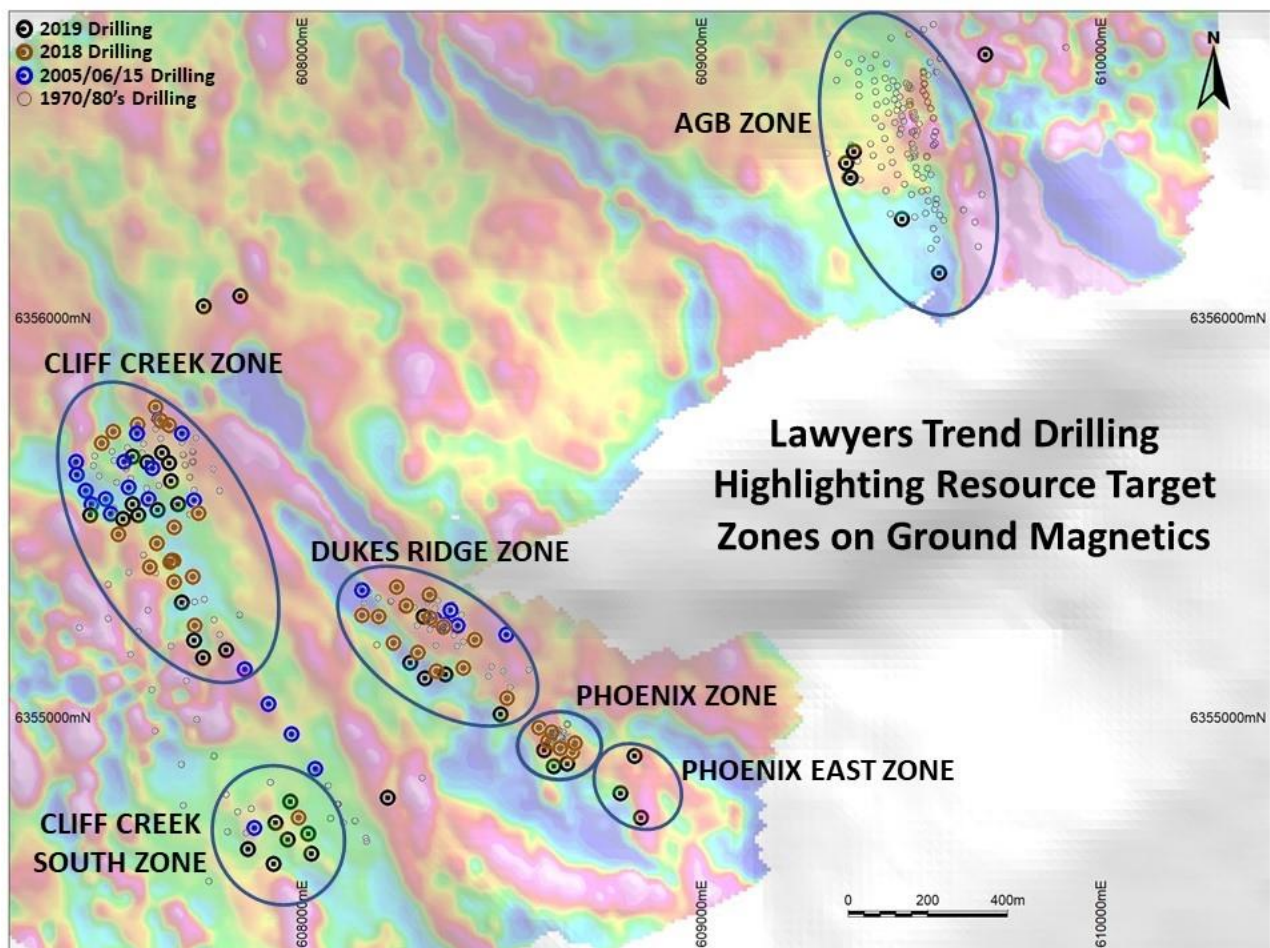 2019 Drilling
2018 Drilling
2005/06/15 Drilling
1970/80's Drilling
608000mE
609000mE
610000mE
N
AGB ZONE
6356000mN
6356000mN
CLIFF CREEK ZONE
Lawyers Trend Drilling
Highlighting Resource Target
Zones on Ground Magnetics
DUKES RIDGE ZONE
PHOENIX ZONE
6355000mN
6355000mN
PHOENIX EAST ZONE
CLIFF CREEK
SOUTH ZONE
608000mE
609000mE
610000mE
0 200 400m